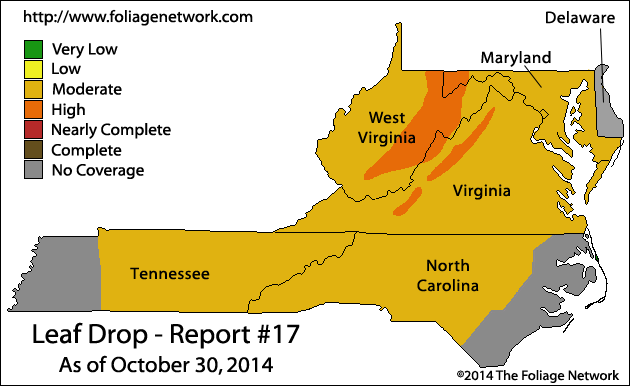 http://www.foliagenetwork.com
Delaware
Very Low
Low
Moderate
High
Nearly Complete
Complete
No Coverage
Maryland
West
Virginia
Virginia
Tennessee
North
Carolina
Leaf Drop - Report #17
As of October 30, 2014
©2014 The Foliage Network